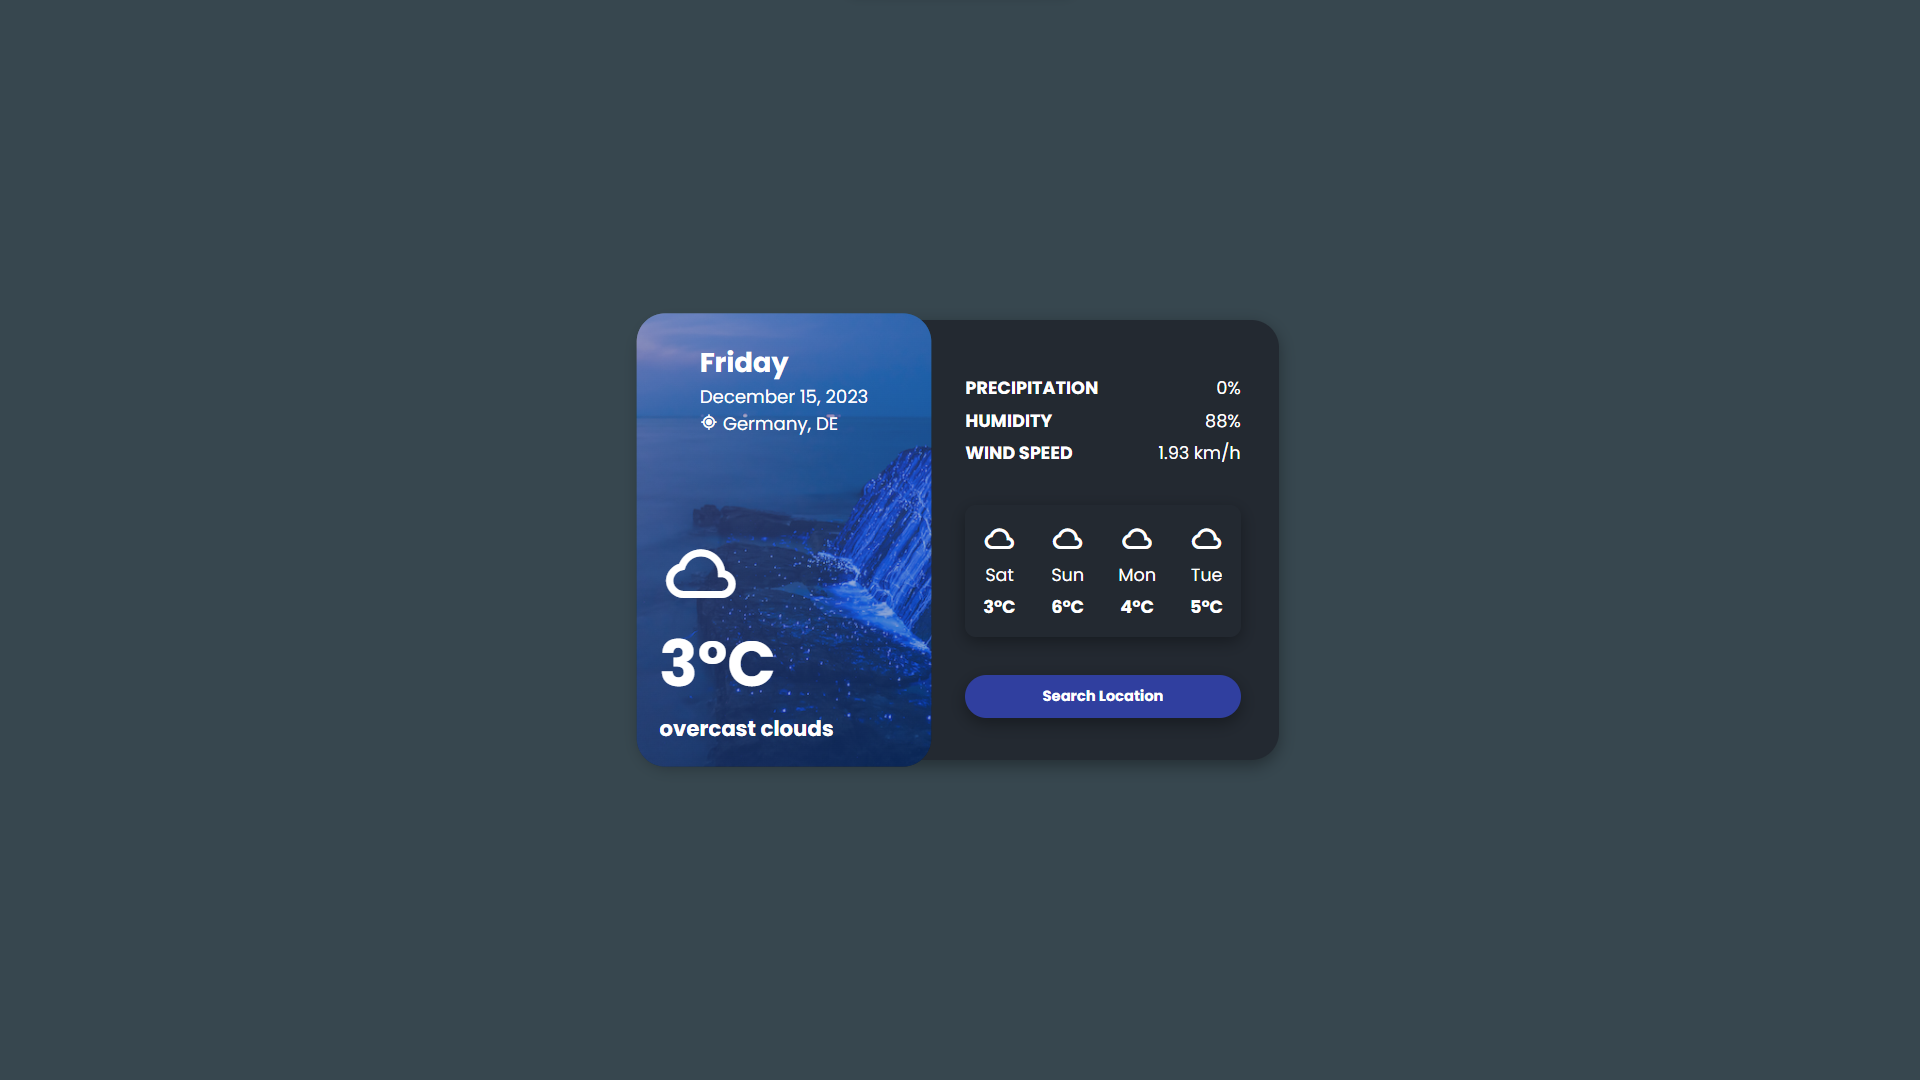 Friday
December 15, 2023
Germany, DE
3°C
overcast clouds
PRECIPITATION 0%
HUMIDITY 88%
WIND SPEED 1.93 km/h
Sat Sun Mon Tue
3°C 6°C 4°C 5°C
Search Location